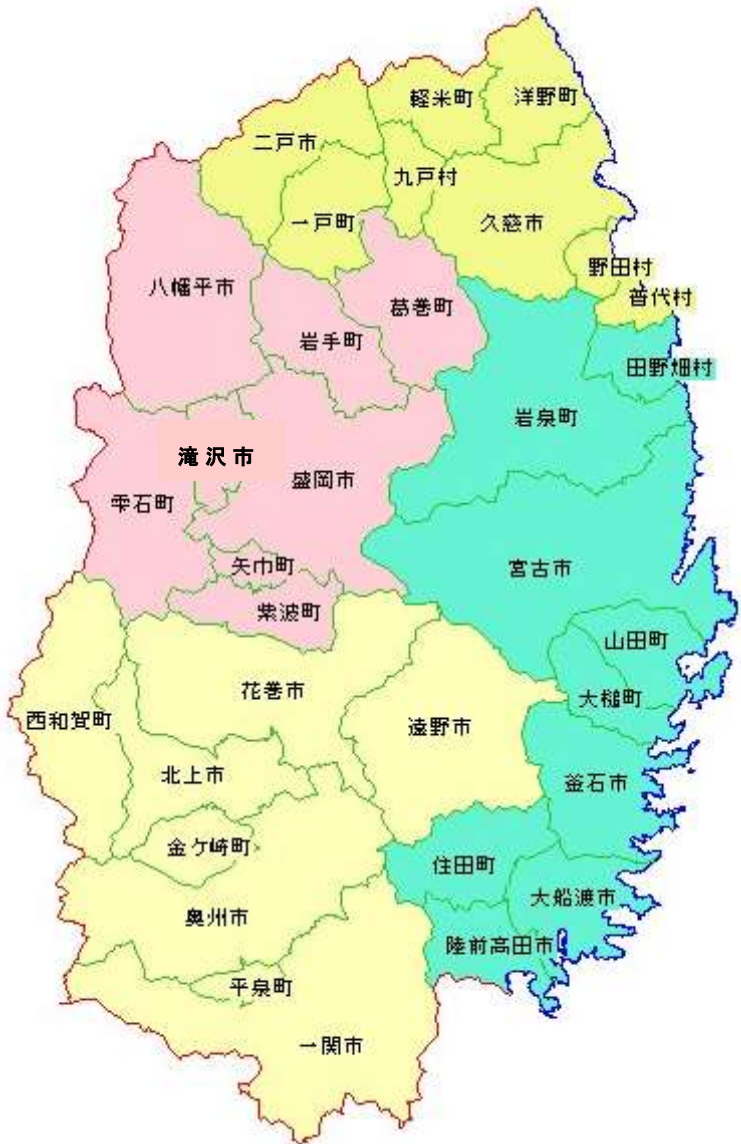 軽米町
洋野町
二戸市
九戸村
一戸町
久慈市
野田村
八幡平市
普代村
葛巻町
岩手町
田野畑村
岩泉町
滝沢市
盛岡市
雫石町
矢巾町
宮古市
紫波町
山田町
花巻市
大槌町
西和賀町
遠野市
北上市
釜石市
金ケ崎町
住田町
大船渡市
奥州市
陸前高田市
平泉町
一関市